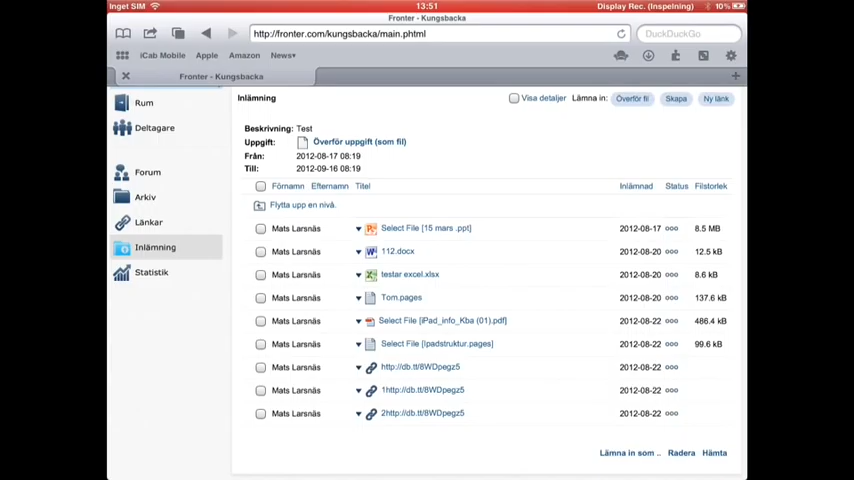 Inget SIM 13:51 Display Rec. (Inspelning) 10 %
Fronter - Kungsbacka
http://fronter.com/kungsbacka/main.phtml DuckDuckGo
iCab Mobile Apple Amazon News▾
Fronter - Kungsbacka
Rum
Deltagare
Forum
Arkiv
Länkar
Inlämning
Statistik
Inlämning Visa detaljer Lämna in: Överför fil Skapa Ny länk
Beskrivning: Test
Uppgift: Överför uppgift (som fil)
Från: 2012-08-17 08:19
Till: 2012-09-16 08:19
Förnamn Efternamn Titel Inlämnad Status Filstorlek
Flytta upp en nivå.
Mats Larsnäs Select File [15 mars .ppt] 2012-08-17 8.5 MB
Mats Larsnäs 112.docx 2012-08-20 12.5 kB
Mats Larsnäs testar excel.xlsx 2012-08-20 8.6 kB
Mats Larsnäs Tom.pages 2012-08-20 137.6 kB
Mats Larsnäs Select File [iPad_info_Kba (01).pdf] 2012-08-22 486.4 kB
Mats Larsnäs Select File [Ipadstruktur.pages] 2012-08-22 99.6 kB
Mats Larsnäs http://db.tt/8WDpegz5 2012-08-22
Mats Larsnäs 1http://db.tt/8WDpegz5 2012-08-22
Mats Larsnäs 2http://db.tt/8WDpegz5 2012-08-22
Lämna in som .. Radera Hämta